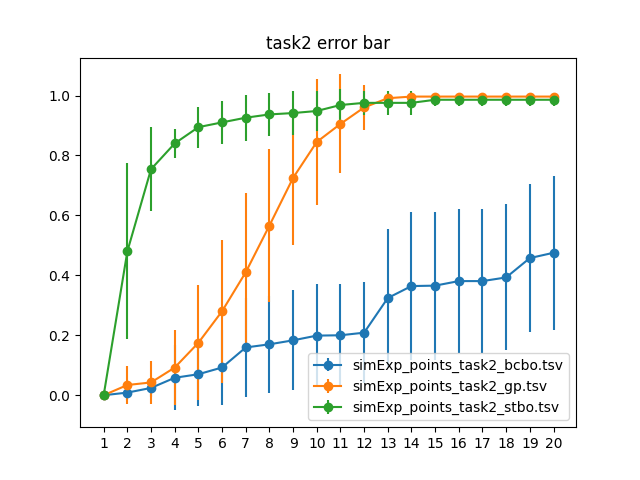 task2 error bar
1.0
0.8
0.6
0.4
0.2
0.0
simExp_points_task2_bcbo.tsv
simExp_points_task2_gp.tsv
simExp_points_task2_stbo.tsv
1 2 3 4 5 6 7 8 9 10 11 12 13 14 15 16 17 18 19 20